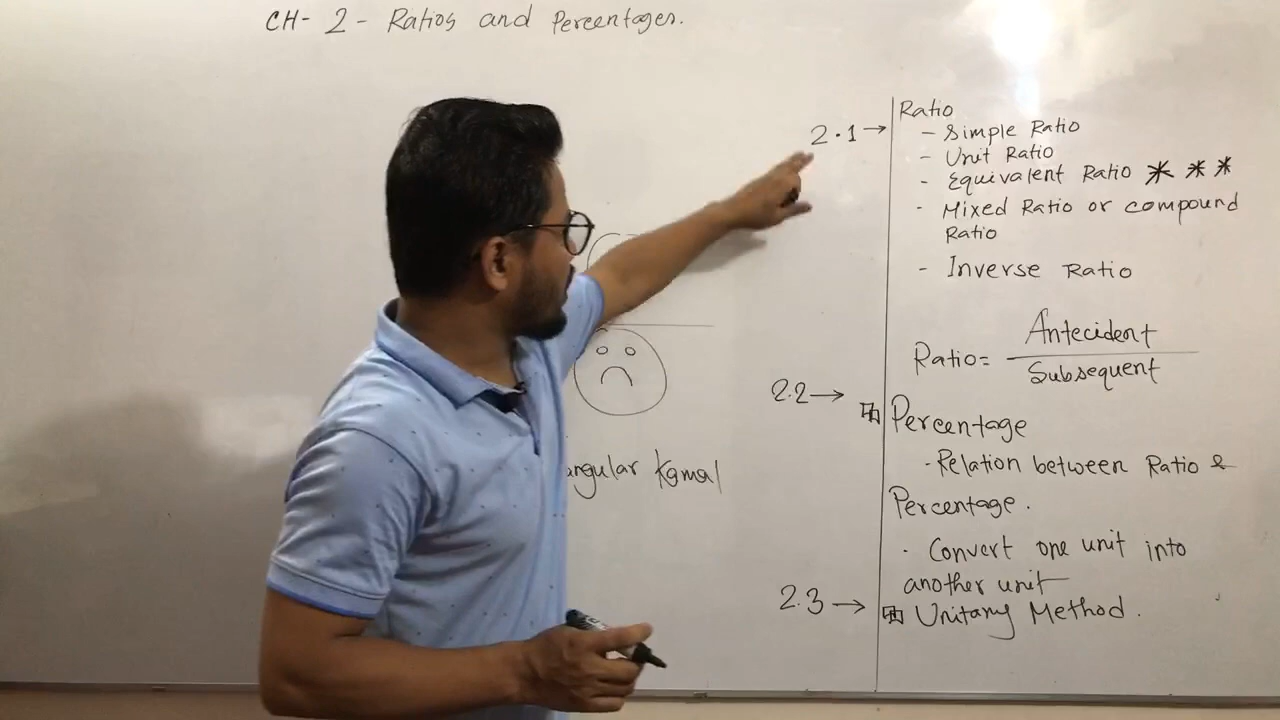 CH- 2 - Ratios and Percentages.
2.1 → Ratio
- Simple Ratio
- Unit Ratio
- Equivalent Ratio * * *
- Mixed Ratio or compound
Ratio
- Inverse Ratio
Ratio = Antecident
Subsequent
2.2 → Percentage
· Relation between Ratio &
Percentage.
· Convert one unit into
another unit
2.3 → Unitary Method.
angular Kamal